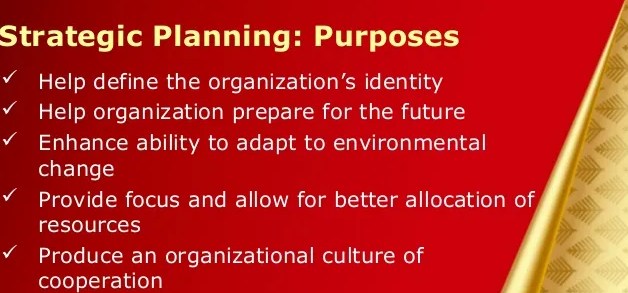 Strategic Planning: Purposes
✓ Help define the organization’s identity
✓ Help organization prepare for the future
✓ Enhance ability to adapt to environmental
change
✓ Provide focus and allow for better allocation of
resources
✓ Produce an organizational culture of
cooperation